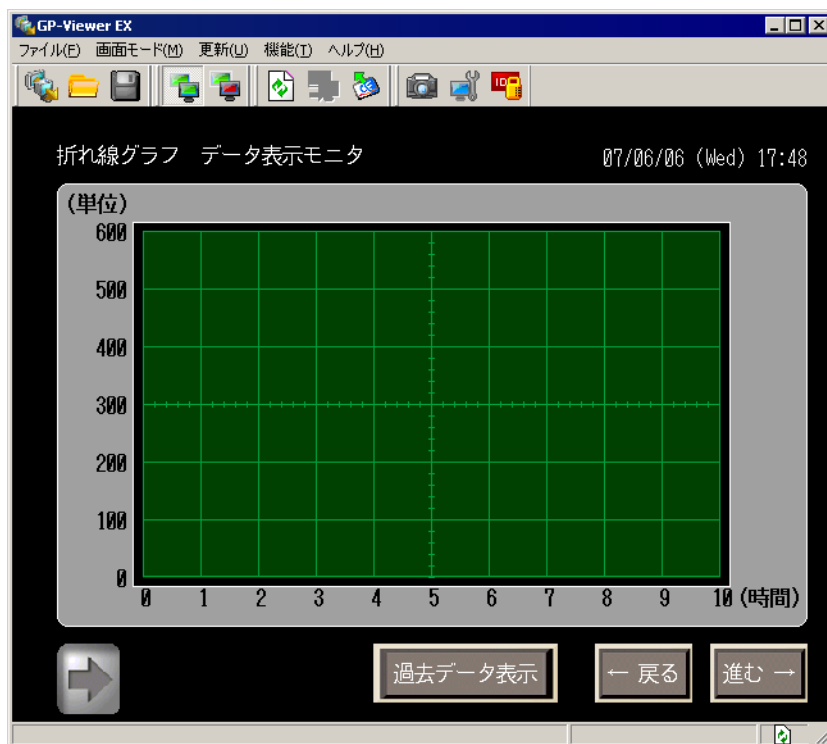 GP-Viewer EX
ファイル(F) 画面モード(M) 更新(U) 機能(T) ヘルプ(H)
ID
折れ線グラフ データ表示モニタ 07/06/06 (Wed) 17:48
(単位)
600
500
400
300
200
100
0
0 1 2 3 4 5 6 7 8 9 10 (時間)
過去データ表示 ← 戻る 進む →